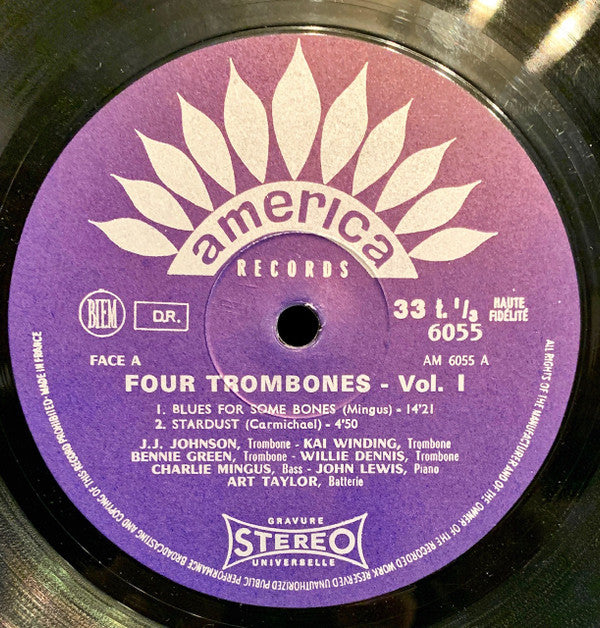 america
RECORDS
BIEM
D.R.
33 t. 1/3
HAUTE
FIDÉLITÉ
6055
FACE A
AM 6055 A
FOUR TROMBONES - Vol. I
1. BLUES FOR SOME BONES (Mingus) - 14'21
2. STARDUST (Carmichael) - 4'50
J.J. JOHNSON, Trombone - KAI WINDING, Trombone
BENNIE GREEN, Trombone - WILLIE DENNIS, Trombone
CHARLIE MINGUS, Bass - JOHN LEWIS, Piano
ART TAYLOR, Batterie
GRAVURE
STEREO
UNIVERSELLE
ALL RIGHTS OF THE MANUFACTURER AND OF THE OWNER OF THE RECORDED WORK RESERVED UNAUTHORIZED PUBLIC PERFORMANCE BROADCASTING AND COPYING OF THIS RECORD PROHIBITED - MADE IN FRANCE